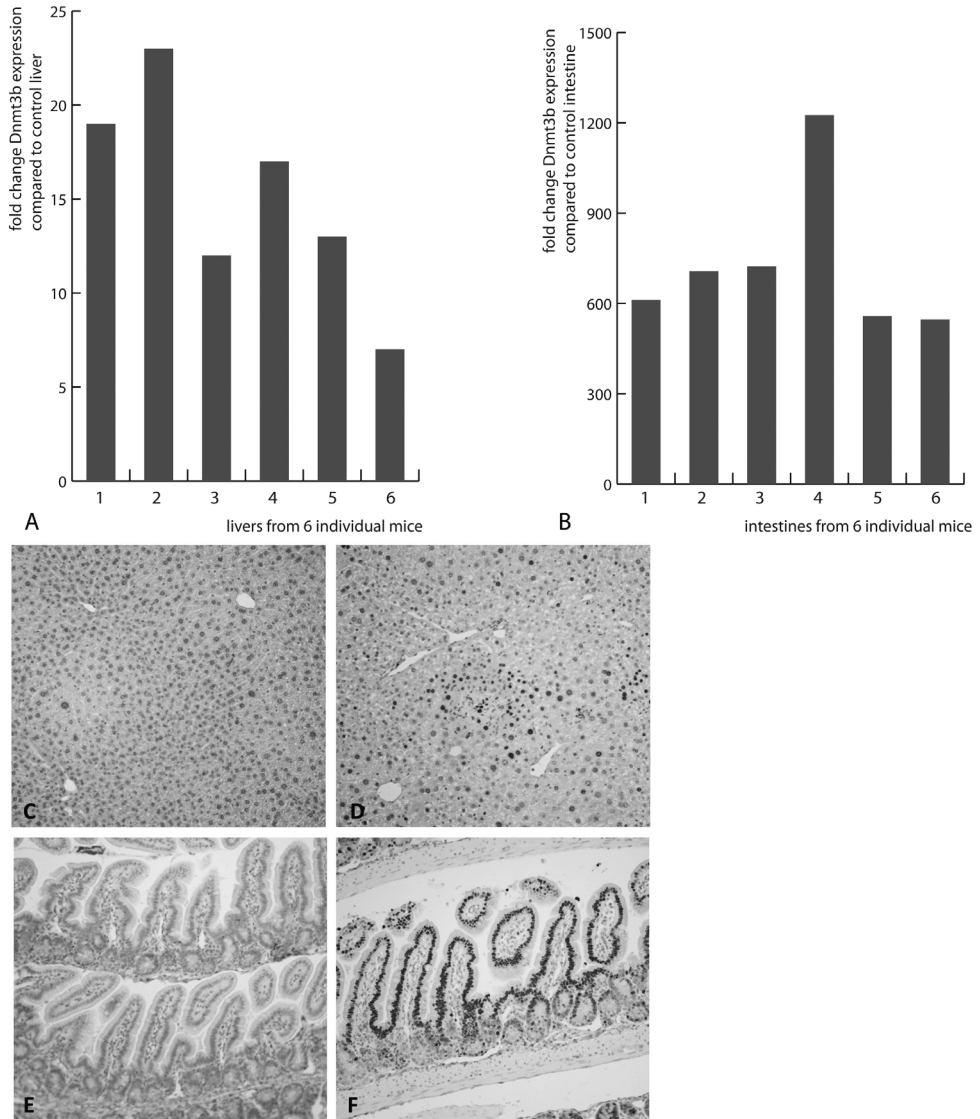 fold change Dnmt3b expression
compared to control liver
25
20
15
10
5
0
1 2 3 4 5 6
A
livers from 6 individual mice
fold change Dnmt3b expression
compared to control intestine
1500
1200
900
600
300
0
1 2 3 4 5 6
B
intestines from 6 individual mice
C
D
E
F